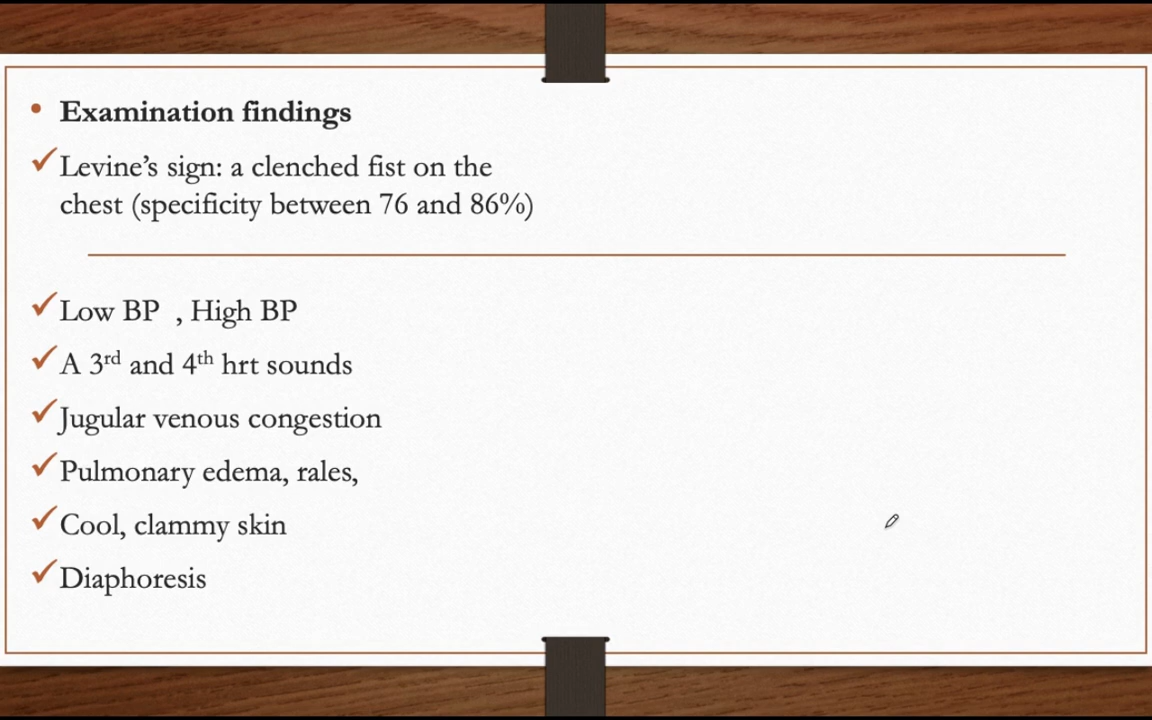 Examination findings
Levine’s sign: a clenched fist on the
chest (specificity between 76 and 86%)
Low BP , High BP
A 3rd and 4th hrt sounds
Jugular venous congestion
Pulmonary edema, rales,
Cool, clammy skin
Diaphoresis